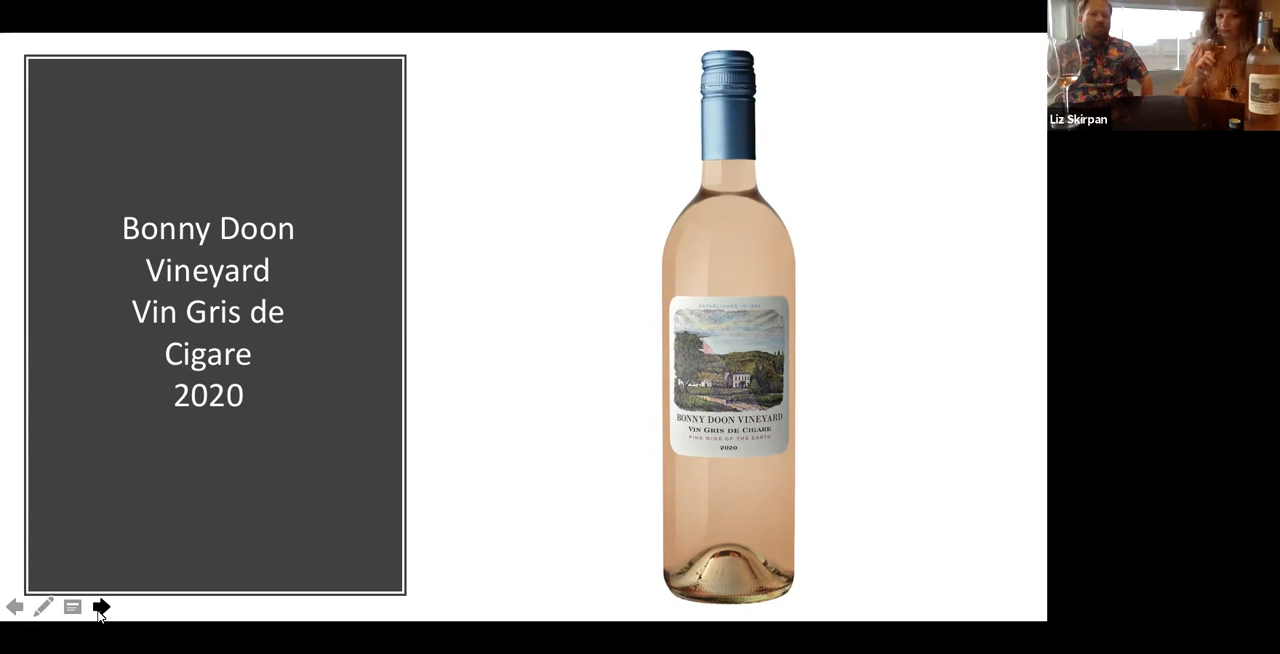 Bonny Doon
Vineyard
Vin Gris de
Cigare
2020
ESTABLISHED IN 1983
BONNY DOON VINEYARD
VIN GRIS DE CIGARE
PINK WINE OF THE EARTH
2020
Liz Skirpan